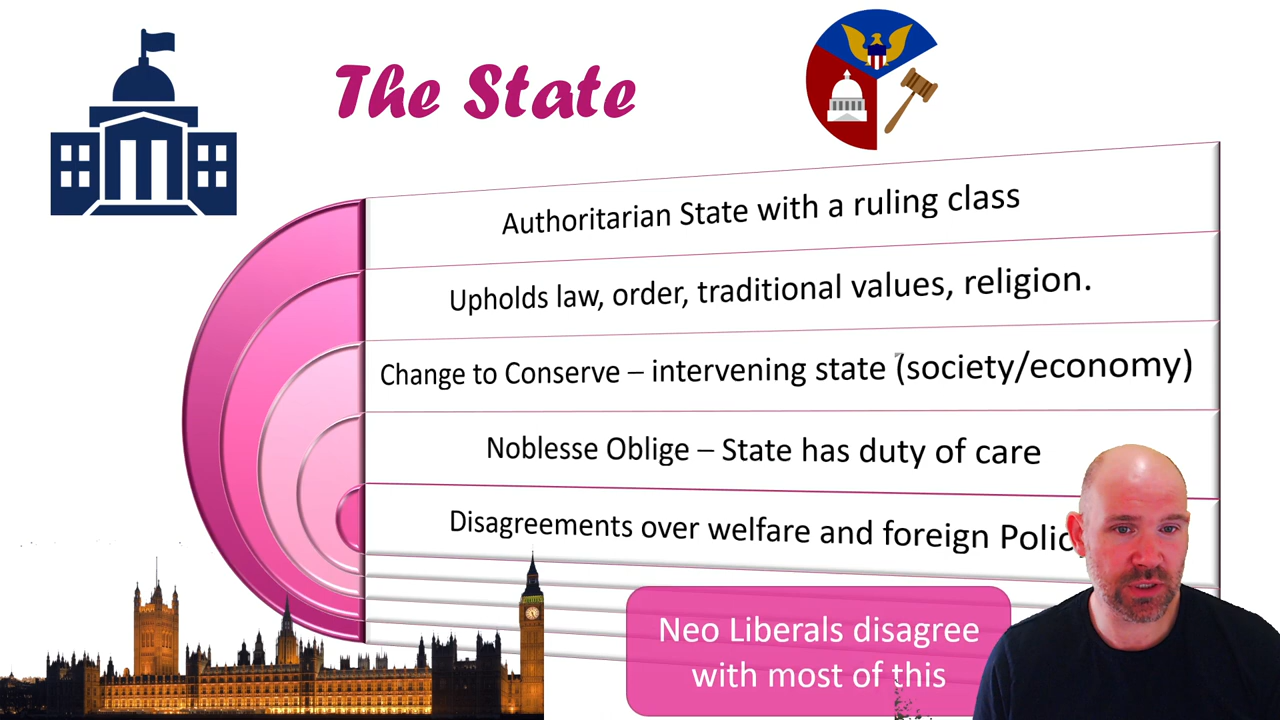 The State
Authoritarian State with a ruling class
Upholds law, order, traditional values, religion.
Change to Conserve – intervening state (society/economy)
Noblesse Oblige – State has duty of care
Disagreements over welfare and foreign
Neo Liberals disagree
with most of this